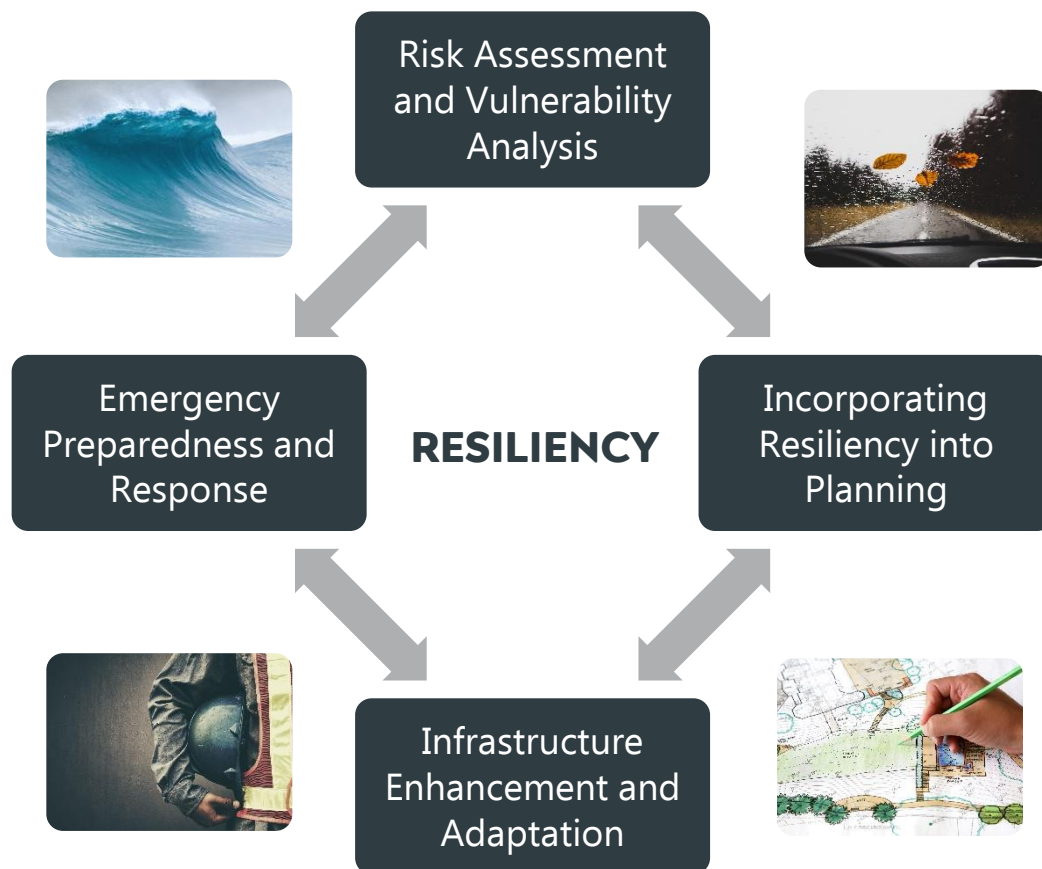 Risk Assessment
and Vulnerability
Analysis
Emergency
Preparedness and
Response
RESILIENCY
Incorporating
Resiliency into
Planning
Infrastructure
Enhancement and
Adaptation